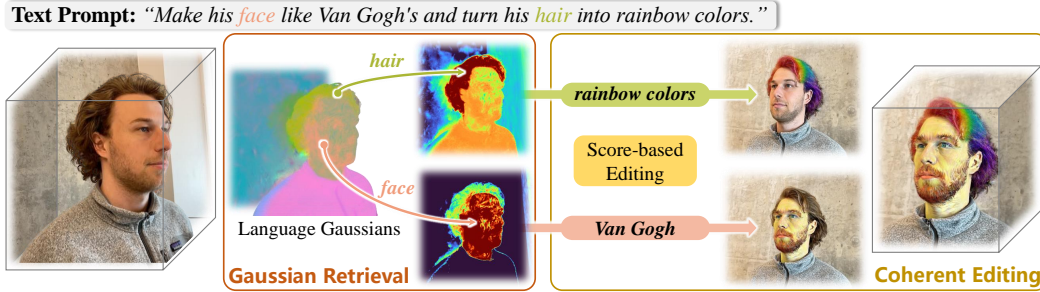 Text Prompt: “Make his face like Van Gogh's and turn his hair into rainbow colors.”
hair
rainbow colors
Score-based
Editing
face
Van Gogh
Language Gaussians
Gaussian Retrieval
Coherent Editing